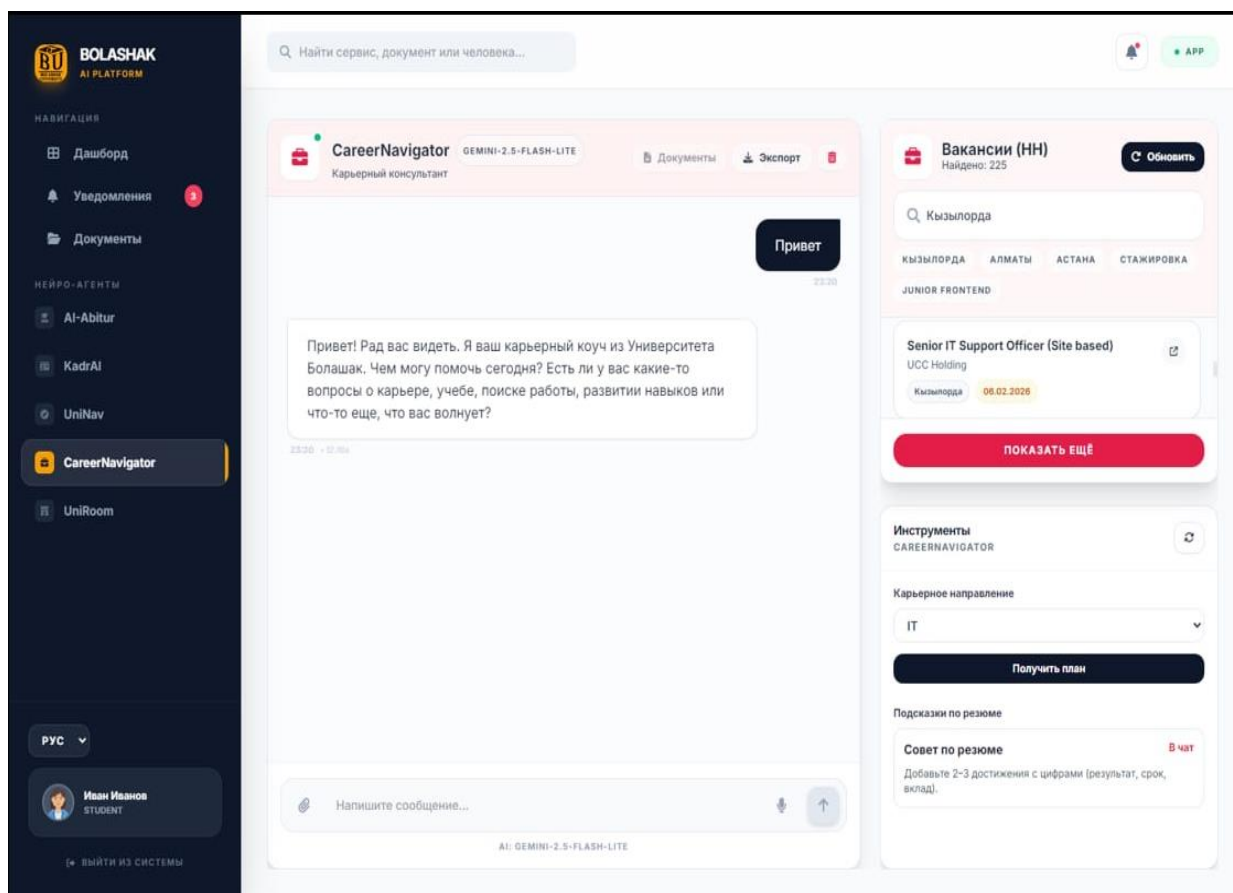 BU
BOLASHAK
AI PLATFORM
НАВИГАЦИЯ
Дашборд
Уведомления
3
Документы
НЕЙРО-АГЕНТЫ
AI-Abitur
KadrAI
UniNav
CareerNavigator
UniRoom
РУС
Иван Иванов
STUDENT
ВЫЙТИ ИЗ СИСТЕМЫ
Найти сервис, документ или человека...
APP
CareerNavigator
GEMINI-2.5-FLASH-LITE
Карьерный консультант
Документы
Экспорт
Привет
23:20
Привет! Рад вас видеть. Я ваш карьерный коуч из Университета
Болашак. Чем могу помочь сегодня? Есть ли у вас какие-то
вопросы о карьере, учебе, поиске работы, развитии навыков или
что-то еще, что вас волнует?
23:20
Напишите сообщение...
AI: GEMINI-2.5-FLASH-LITE
Вакансии (HH)
Найдено: 225
Обновить
Кызылорда
КЫЗЫЛОРДА АЛМАТЫ АСТАНА СТАЖИРОВКА
JUNIOR FRONTEND
Senior IT Support Officer (Site based)
UCC Holding
Кызылорда 06.02.2026
ПОКАЗАТЬ ЕЩЁ
Инструменты
CAREERNAVIGATOR
Карьерное направление
IT
Получить план
Подсказки по резюме
Совет по резюме
В чат
Добавьте 2–3 достижения с цифрами (результат, срок,
вклад).